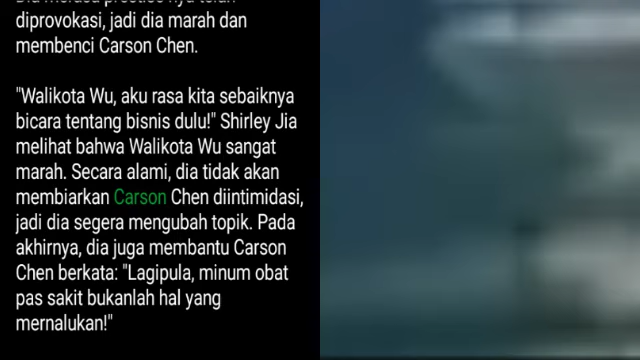 diprovokasi, jadi dia marah dan
membenci Carson Chen.
"Walikota Wu, aku rasa kita sebaiknya
bicara tentang bisnis dulu!" Shirley Jia
melihat bahwa Walikota Wu sangat
marah. Secara alami, dia tidak akan
membiarkan Carson Chen diintimidasi,
jadi dia segera mengubah topik. Pada
akhirnya, dia juga membantu Carson
Chen berkata: "Lagipula, minum obat
pas sakit bukanlah hal yang
mernalukan!"